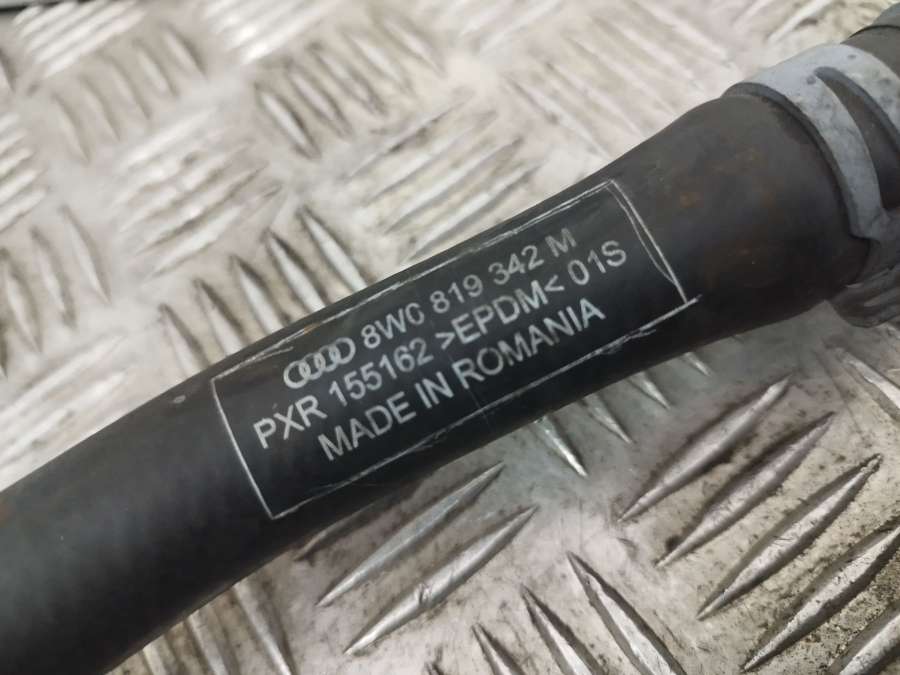 8W0 819 342 M
PXR 155162 >EPDM< 01S
MADE IN ROMANIA